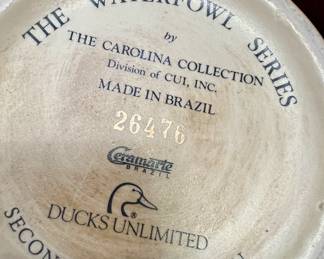 THE WATERFOWL SERIES
by
THE CAROLINA COLLECTION
Division of CUI, INC.
MADE IN BRAZIL
26476
Ceramarte
BRAZIL
®
DUCKS UNLIMITED